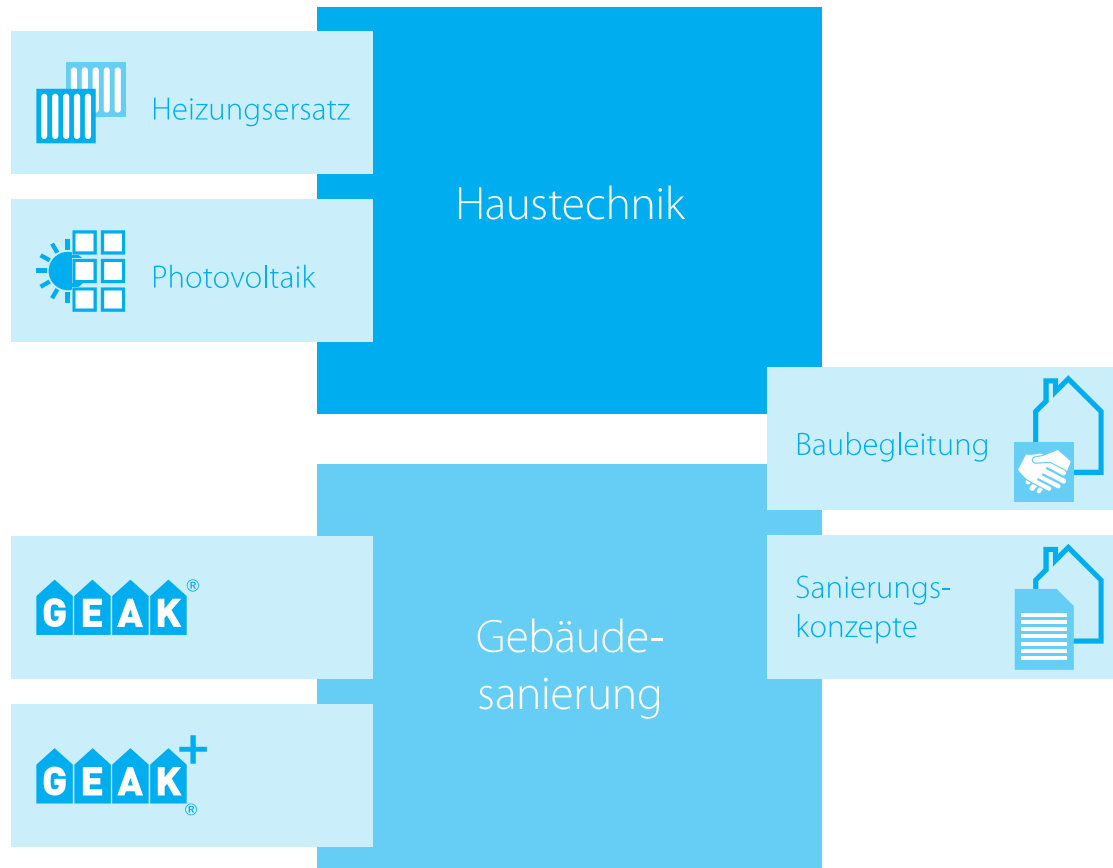 Heizungsersatz
Haustechnik
Photovoltaik
Baubegleitung
Sanierungs-
konzepte
GEAK®
Gebäude-
sanierung
GEAK+®